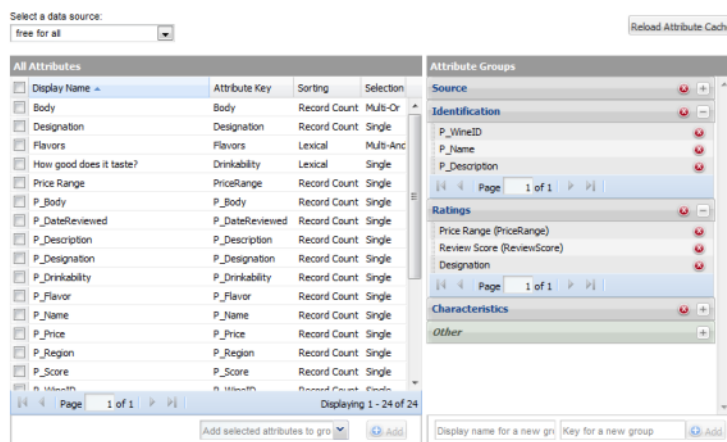 Select a data source:
free for all
Reload Attribute Cach
All Attributes
Display Name Attribute Key Sorting Selection
Body Body Record Count Multi-Or
Designation Designation Record Count Single
Flavors Flavors Lexical Multi-And
How good does it taste? Drinkability Lexical Single
Price Range PriceRange Record Count Single
P_Body P_Body Record Count Single
P_DateReviewed P_DateReviewed Record Count Single
P_Description P_Description Record Count Single
P_Designation P_Designation Record Count Single
P_Drinkability P_Drinkability Record Count Single
P_Flavor P_Flavor Record Count Single
P_Name P_Name Record Count Single
P_Price P_Price Record Count Single
P_Region P_Region Record Count Single
P_Score P_Score Record Count Single
P_WineID P_WineID Record Count Single
Page 1 of 1 Displaying 1 - 24 of 24
Add selected attributes to gro Add
Attribute Groups
Source
Identification
P_WineID
P_Name
P_Description
Page 1 of 1
Ratings
Price Range (PriceRange)
Review Score (ReviewScore)
Designation
Page 1 of 1
Characteristics
Other
Display name for a new gro Key for a new group Add